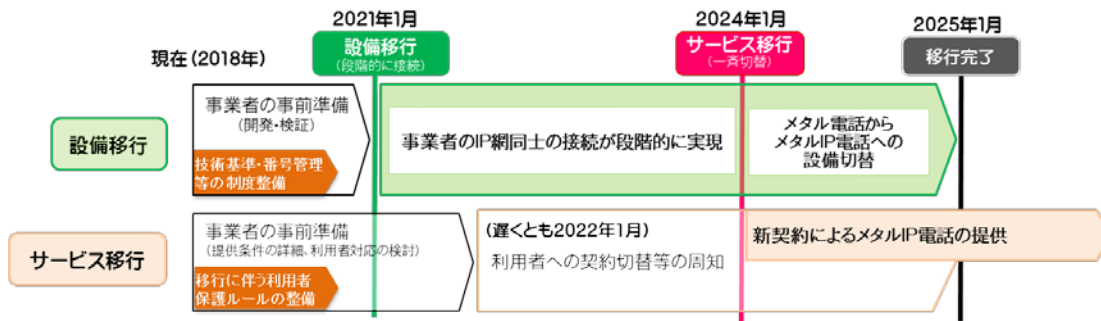 2021年1月
2024年1月
2025年1月
現在(2018年)
設備移行
(段階的に接続)
サービス移行
(一斉切替)
移行完了
設備移行
事業者の事前準備
(開発・検証)
技術基準・番号管理
等の制度整備
事業者のIP網同士の接続が段階的に実現
メタル電話から
メタルIP電話への
設備切替
サービス移行
事業者の事前準備
(提供条件の詳細、利用者対応の検討)
移行に伴う利用者
保護ルールの整備
(遅くとも2022年1月)
利用者への契約切替等の周知
新契約によるメタルIP電話の提供